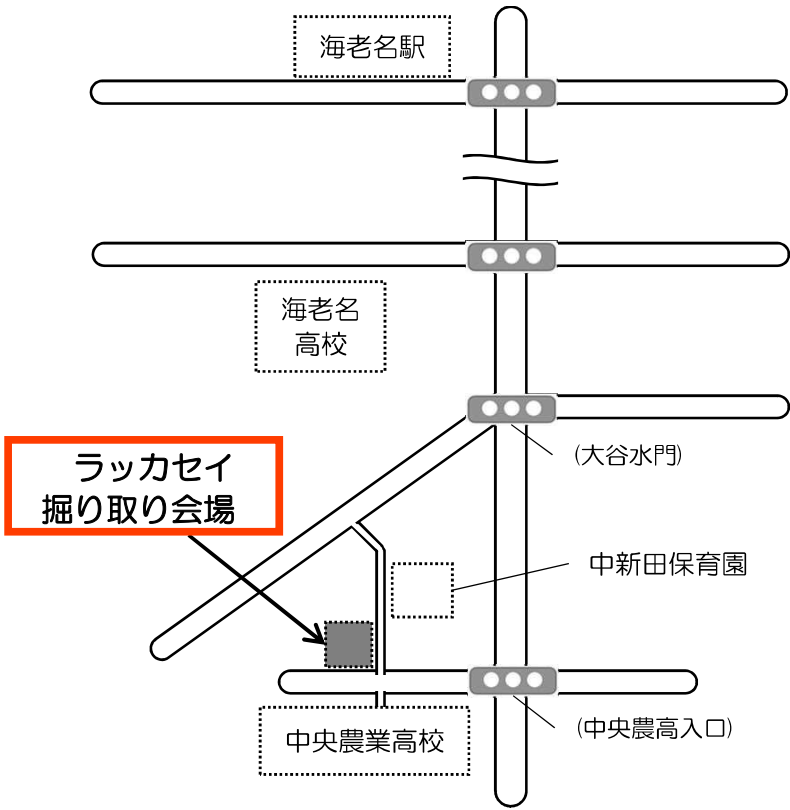 海老名駅
海老名
高校
(大谷水門)
ラッカセイ
掘り取り会場
中新田保育園
中央農業高校
(中央農高入口)